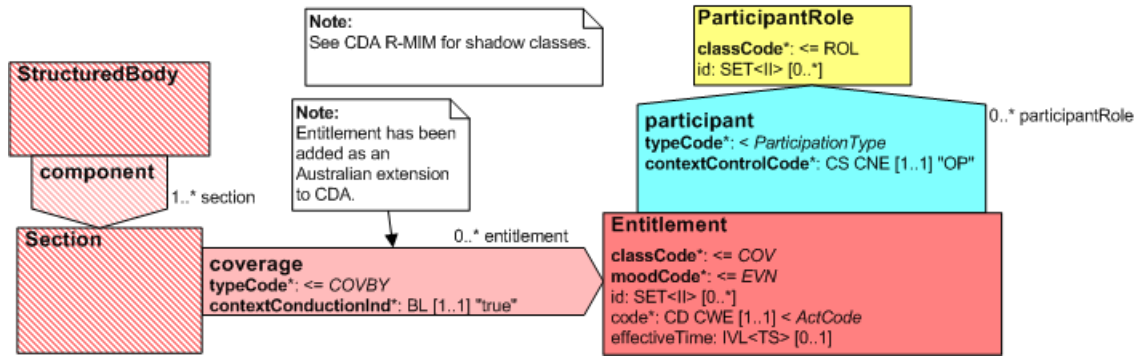 Note:
See CDA R-MIM for shadow classes.
ParticipantRole
classCode*: <= ROL
id: SET<II> [0..*]
StructuredBody
component
1..* section
Note:
Entitlement has been
added as an
Australian extension
to CDA.
participant
typeCode*: < ParticipationType
contextControlCode*: CS CNE [1..1] "OP"
0..* participantRole
Section
coverage
typeCode*: <= COVBY
contextConductionInd*: BL [1..1] "true"
0..* entitlement
Entitlement
classCode*: <= COV
moodCode*: <= EVN
id: SET<II> [0..*]
code*: CD CWE [1..1] < ActCode
effectiveTime: IVL<TS> [0..1]